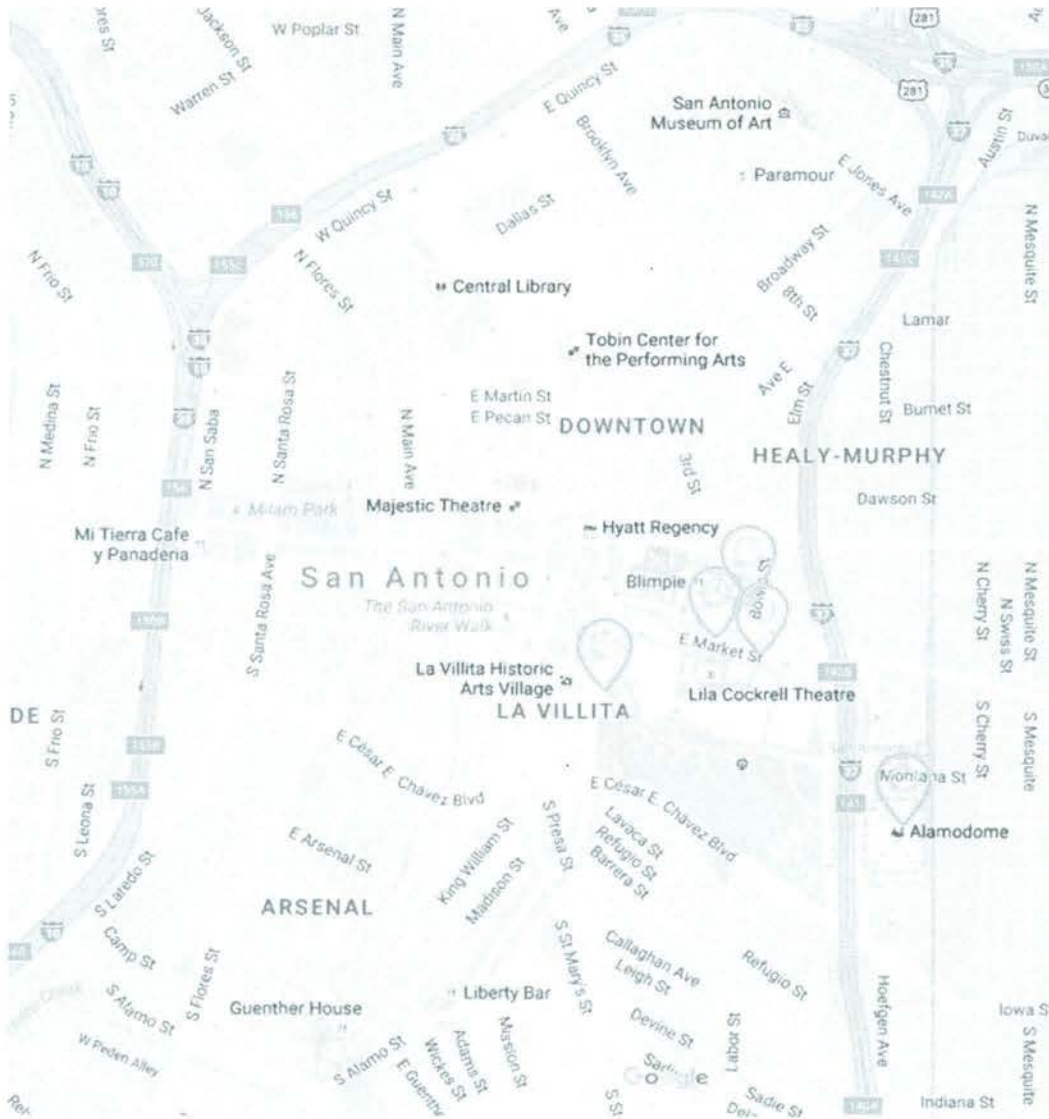 W Poplar St
N Main Ave
Jackson St
Warren St
E Quincy St
281
35
San Antonio
Museum of Art
281
Austin St
Brooklyn Ave
Paramour
E Jones Ave
W Quincy St
Dallas St
N Mesquite St
N Frio St
N Flores St
Broadway St
8th St
Central Library
Lamar
Tobin Center for
the Performing Arts
Ave E
Elm St
Chestnut St
E Martin St
E Pecan St
Burnet St
N Medina St
N Frio St
N San Saba
N Santa Rosa St
N Main Ave
DOWNTOWN
HEALY-MURPHY
3rd St
Dawson St
Milam Park
Majestic Theatre
Hyatt Regency
Mi Tierra Cafe
y Panaderia
San Antonio
Blimpie
The San Antonio
River Walk
S Santa Rosa Ave
E Market St
N Cherry St
N Swiss St
N Mesquite St
La Villita Historic
Arts Village
Lila Cockrell Theatre
LA VILLITA
DE
S Frio St
S Cherry St
S Mesquite
E César E. Chávez Blvd
E César E. Chávez Blvd
Montana St
Alamodome
S Leona St
E Arsenal St
King William St
Madison St
S Presa St
Lavaca St
Refugio St
Barrera St
S Laredo St
ARSENAL
Camp St
S Flores St
S St Mary's St
Callaghan Ave
Leigh St
Refugio St
S Alamo St
Guenther House
Liberty Bar
Hoefgen Ave
Iowa S
W Peden Alley
S Alamo St
Wickes St
Adams St
Mission St
Devine St
Labor St
S Mesquite
Sadie St
Indiana St